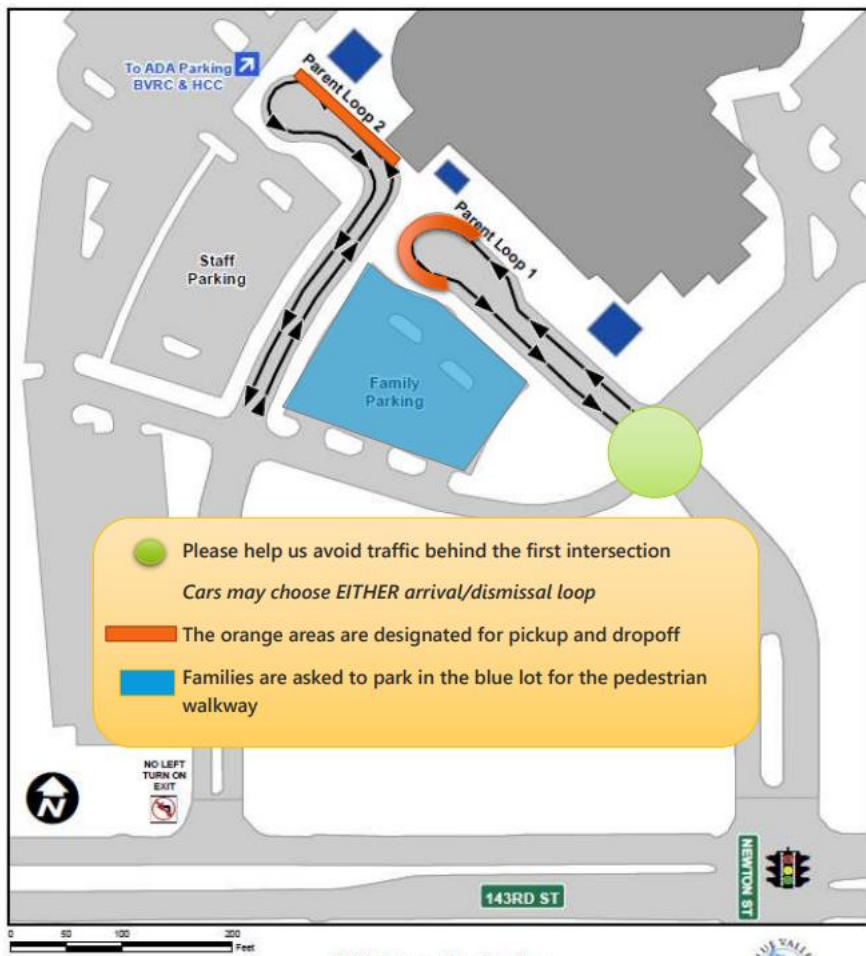 To ADA Parking
BVRC & HCC
Parent Loop 2
Parent Loop 1
Staff
Parking
Family
Parking
Please help us avoid traffic behind the first intersection
Cars may choose EITHER arrival/dismissal loop
The orange areas are designated for pickup and dropoff
Families are asked to park in the blue lot for the pedestrian
walkway
N
NO LEFT
TURN ON
EXIT
143RD ST
NEWTON ST
0 50 100 200
Feet